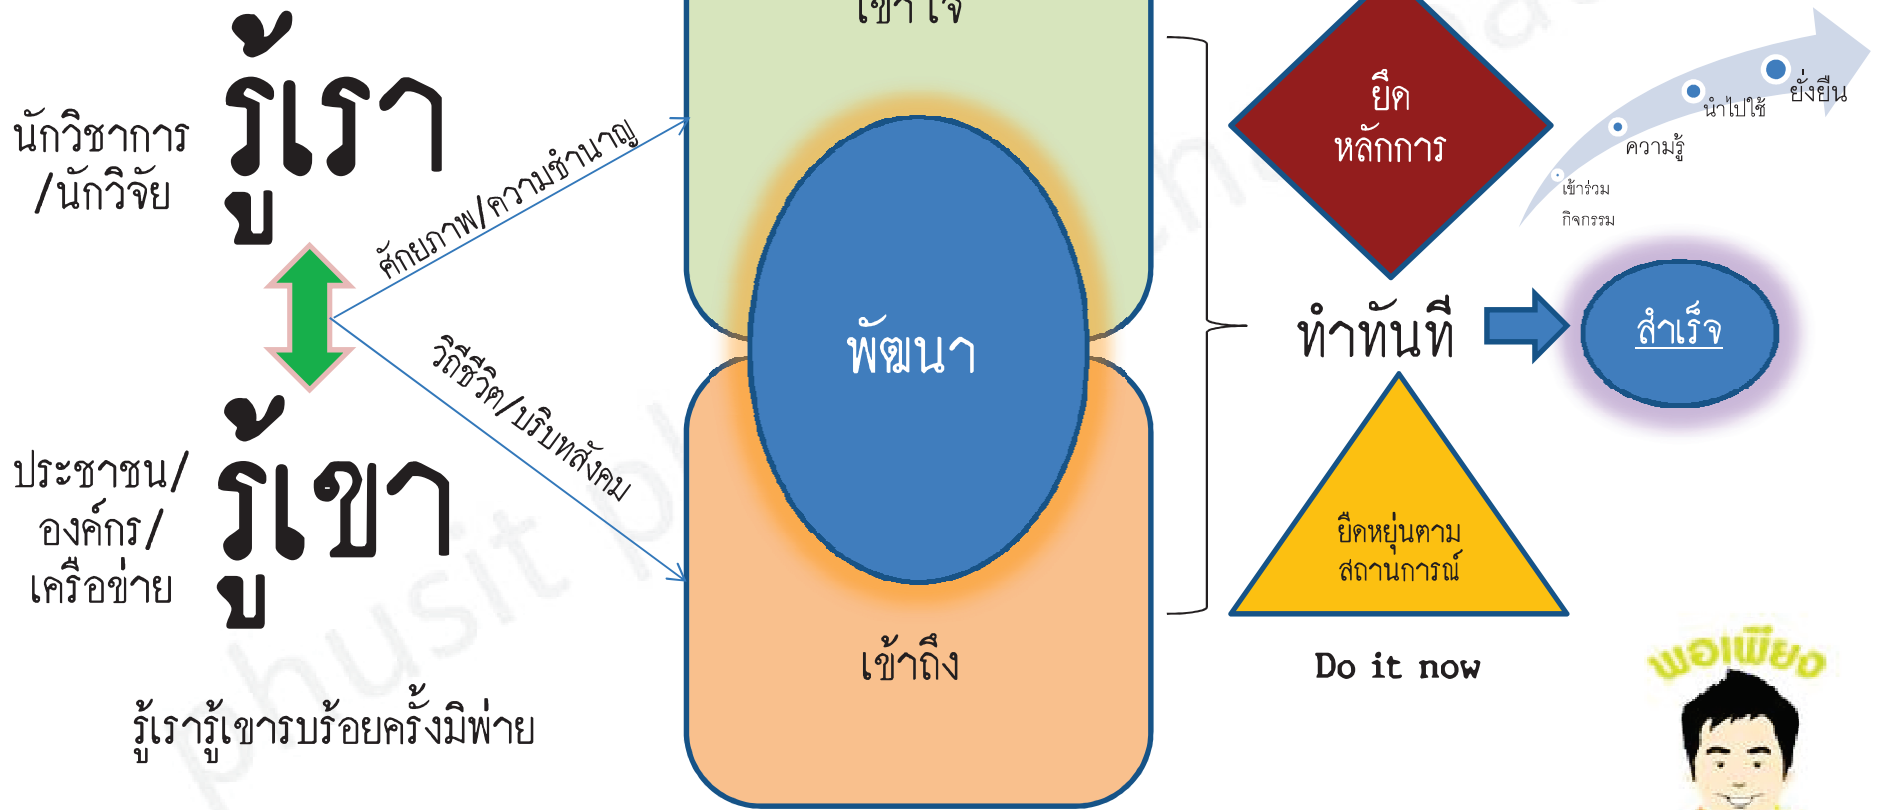 เข้าใจ
รู้เรา
นักวิชาการ
/นักวิจัย
ศักยภาพ/ความชำนาญ
วิถีชีวิต/บริบทสังคม
รู้เขา
ประชาชน/
องค์กร/
เครือข่าย
รู้เรารู้เขารบร้อยครั้งมิพ่าย
พัฒนา
เข้าถึง
ยึด
หลักการ
ทำทันที
ยืดหยุ่นตาม
สถานการณ์
Do it now
เข้าร่วม
กิจกรรม
ความรู้
นำไปใช้
ยั่งยืน
สำเร็จ
พอเพียง